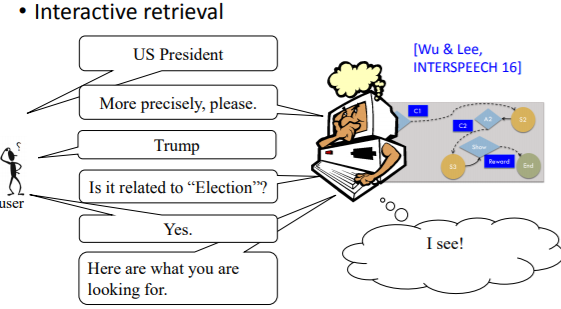 • Interactive retrieval
US President
[Wu & Lee,
INTERSPEECH 16]
More precisely, please.
C1
C2
A2
S2
Trump
Show
Reward
S3
End
Is it related to “Election”?
user
Yes.
I see!
Here are what you are
looking for.